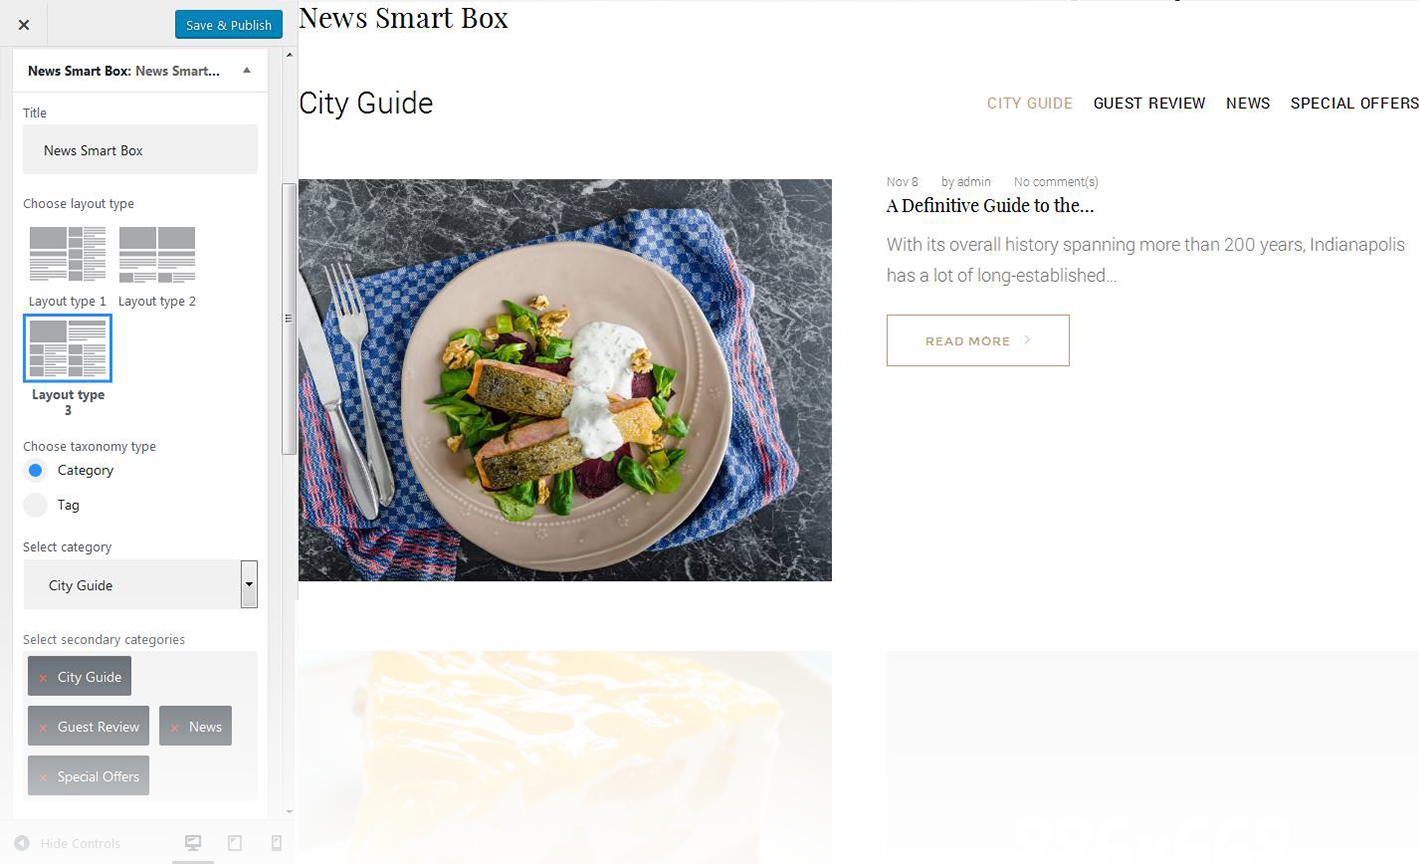 Save & Publish
News Smart Box: News Smart...
Title
News Smart Box
Choose layout type
Layout type 1
Layout type 2
Layout type
3
Choose taxonomy type
Category
Tag
Select category
City Guide
Select secondary categories
× City Guide
× Guest Review
× News
× Special Offers
Hide Controls
News Smart Box
City Guide
CITY GUIDE
GUEST REVIEW
NEWS
SPECIAL OFFERS
Nov 8 by admin No comment(s)
A Definitive Guide to the...
With its overall history spanning more than 200 years, Indianapolis
has a lot of long-established...
READ MORE